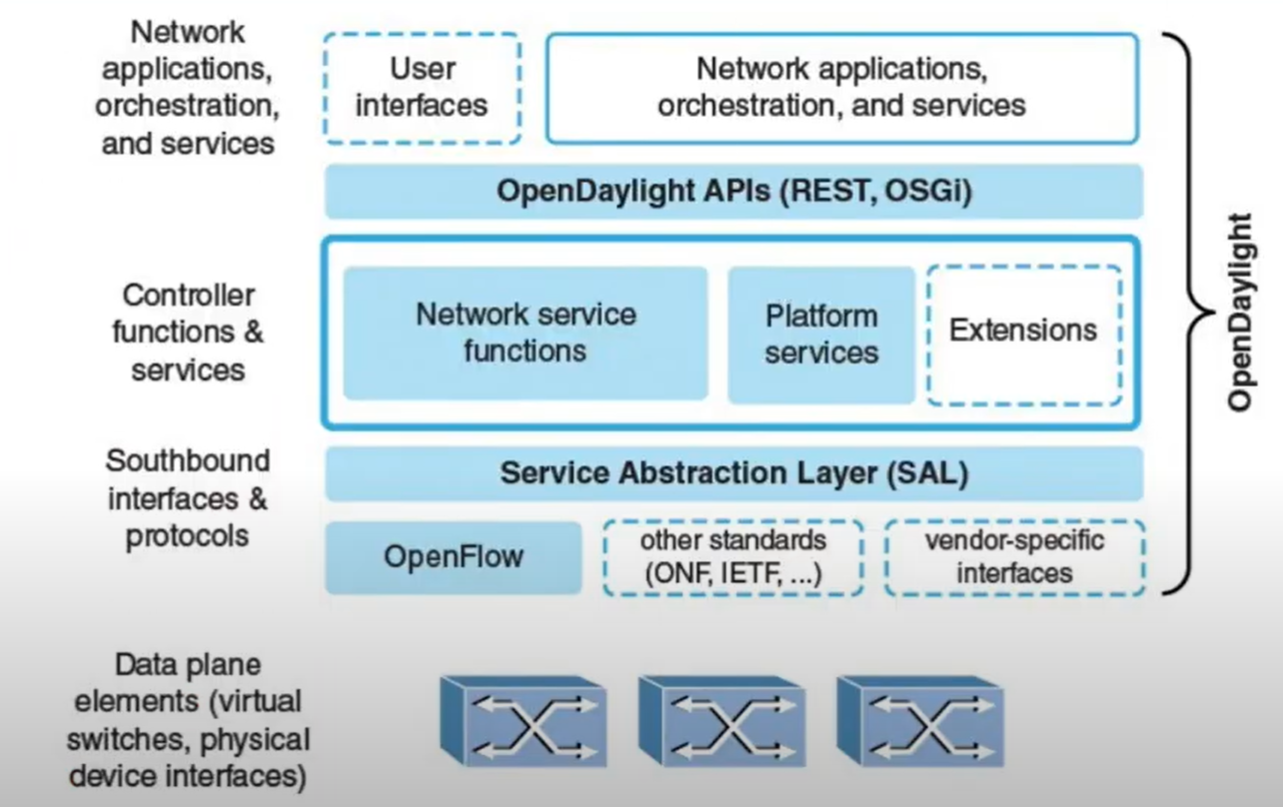 Network
applications,
orchestration,
and services
User
interfaces
Network applications,
orchestration, and services
OpenDaylight APIs (REST, OSGi)
Controller
functions &
services
Network service
functions
Platform
services
Extensions
OpenDaylight
Southbound
interfaces &
protocols
Service Abstraction Layer (SAL)
OpenFlow
other standards
(ONF, IETF, ...)
vendor-specific
interfaces
Data plane
elements (virtual
switches, physical
device interfaces)